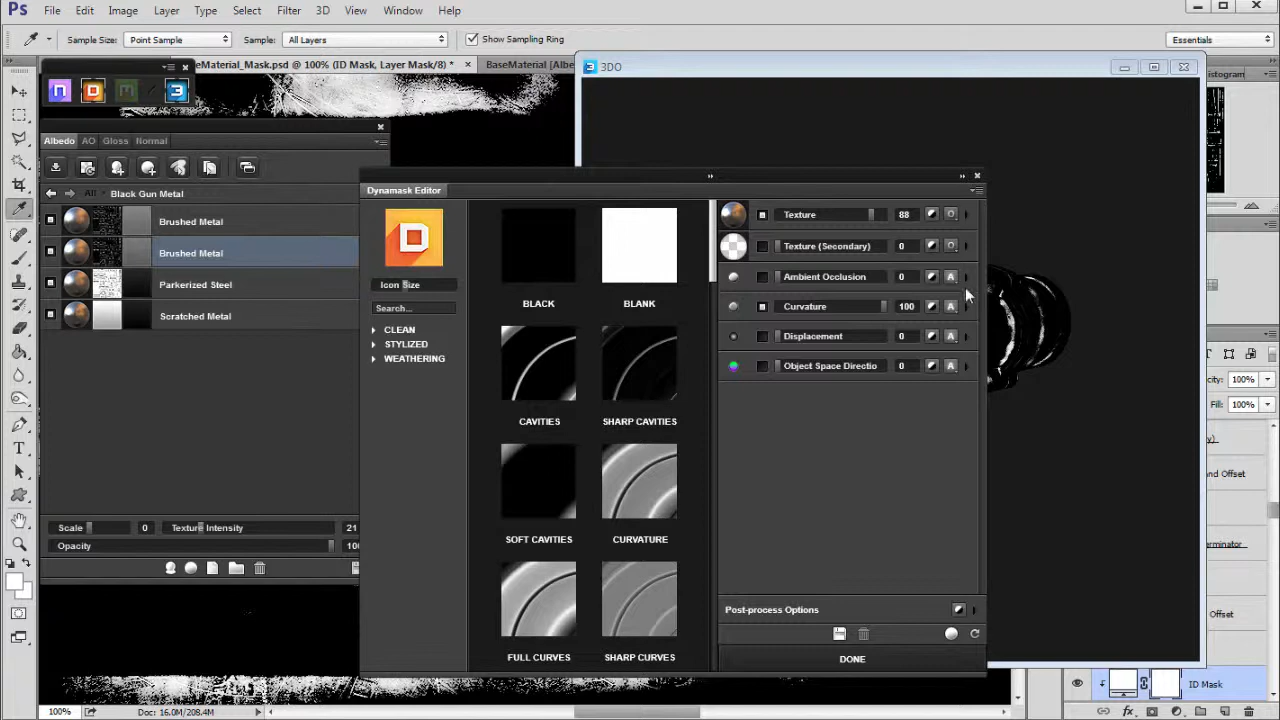 Ps File Edit Image Layer Type Select Filter 3D View Window Help
Sample Size: Point Sample Sample: All Layers Show Sampling Ring Essentials
eMaterial_Mask.psd @ 100% (ID Mask, Layer Mask/8) * × BaseMaterial [Albe
3DO
istogram
Albedo AO Gloss Normal
All Black Gun Metal
Brushed Metal
Brushed Metal
Parkerized Steel
Scratched Metal
Scale 0 Texture Intensity 21
Opacity 100
Dynamask Editor
Icon Size
Search...
CLEAN
STYLIZED
WEATHERING
BLACK BLANK
CAVITIES SHARP CAVITIES
SOFT CAVITIES CURVATURE
FULL CURVES SHARP CURVES
Texture 88
Texture (Secondary) 0
Ambient Occlusion 0 A
Curvature 100 A
Displacement 0 A
Object Space Directio 0 A
Post-process Options
DONE
acity: 100%
Fill: 100%
and Offset
erminator
Offset
ID Mask
100% Doc: 16.0M/208.4M